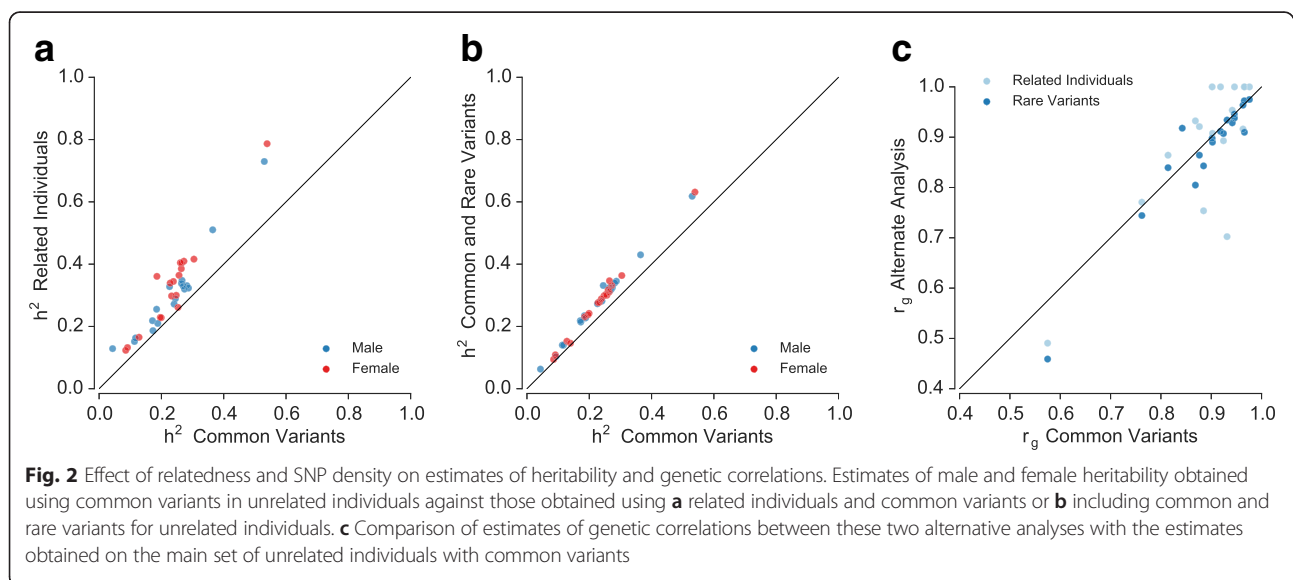 a
1.0
0.8
0.6
0.4
0.2
0.0
h² Related Individuals
Male
Female
0.0 0.2 0.4 0.6 0.8 1.0
h² Common Variants
b
1.0
0.8
0.6
0.4
0.2
0.0
h² Common and Rare Variants
Male
Female
0.0 0.2 0.4 0.6 0.8 1.0
h² Common Variants
c
Related Individuals
Rare Variants
1.0
0.9
0.8
0.7
0.6
0.5
0.4
r_g Alternate Analysis
0.4 0.5 0.6 0.7 0.8 0.9 1.0
r_g Common Variants
Fig. 2 Effect of relatedness and SNP density on estimates of heritability and genetic correlations. Estimates of male and female heritability obtained
using common variants in unrelated individuals against those obtained using a related individuals and common variants or b including common and
rare variants for unrelated individuals. c Comparison of estimates of genetic correlations between these two alternative analyses with the estimates
obtained on the main set of unrelated individuals with common variants